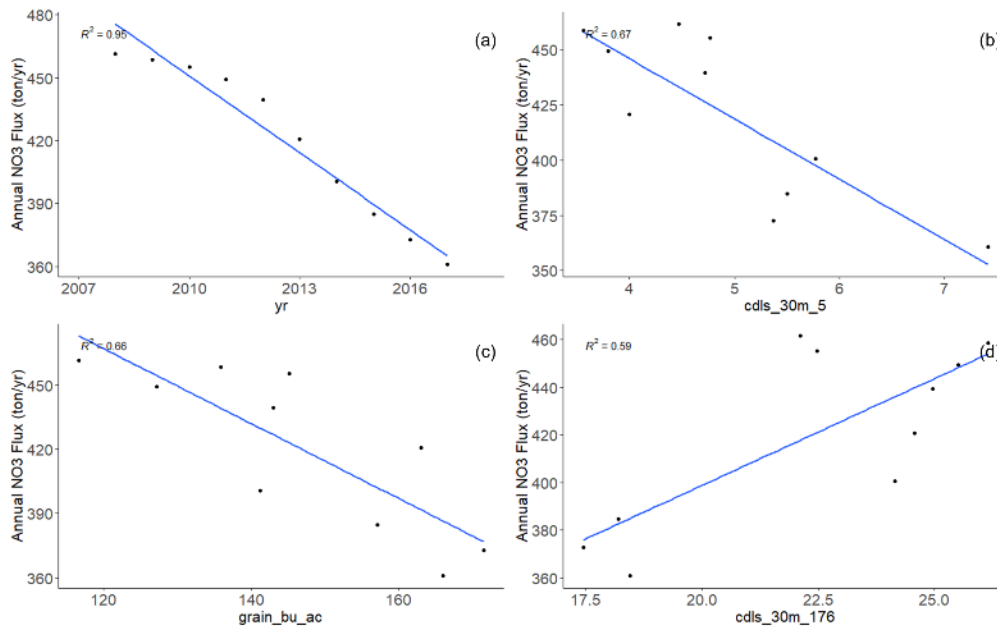 480
450
420
390
360
Annual NO3 Flux (ton/yr)
R² = 0.95
(a)
2007
2010
2013
2016
yr
450
425
400
375
350
Annual NO3 Flux (ton/yr)
R² = 0.67
(b)
4
5
6
7
cdls_30m_5
450
420
390
360
Annual NO3 Flux (ton/yr)
R² = 0.66
(c)
120
140
160
grain_bu_ac
460
440
420
400
380
360
Annual NO3 Flux (ton/yr)
R² = 0.59
(d)
17.5
20.0
22.5
25.0
cdls_30m_176